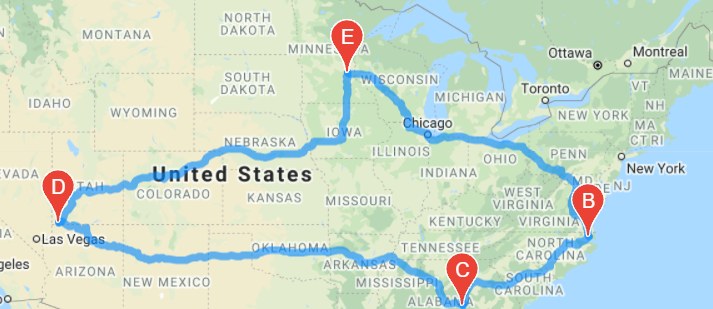 NORTH
DAKOTA
MONTANA
E
MINNESOTA
Ottawa
Montreal
SOUTH
DAKOTA
WISCONSIN
MICHIGAN
Toronto
VT
MAINE
NH
IDAHO
WYOMING
NEW YORK
MA
CT RI
Chicago
IOWA
NEBRASKA
ILLINOIS
INDIANA
OHIO
PENN
New York
MD
NJ
United States
D
UTAH
COLORADO
KANSAS
MISSOURI
WEST
VIRGINIA
KENTUCKY
VIRGINIA
B
Las Vegas
OKLAHOMA
TENNESSEE
NORTH
CAROLINA
geles
ARIZONA
NEW MEXICO
ARKANSAS
MISSISSIPPI
C
ALABAMA
SOUTH
CAROLINA